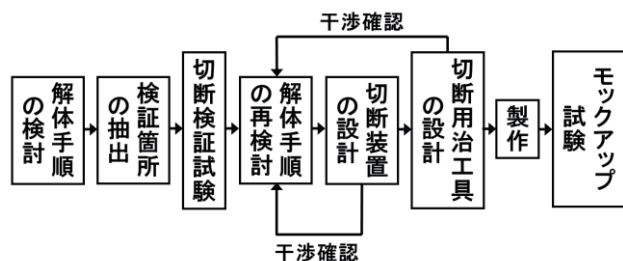 干渉確認
解体手順
の検討
検証箇所
の抽出
切断検証試験
解体手順
の再検討
切断装置
の設計
切断用治工具
の設計
製作
モックアップ
試験
干渉確認